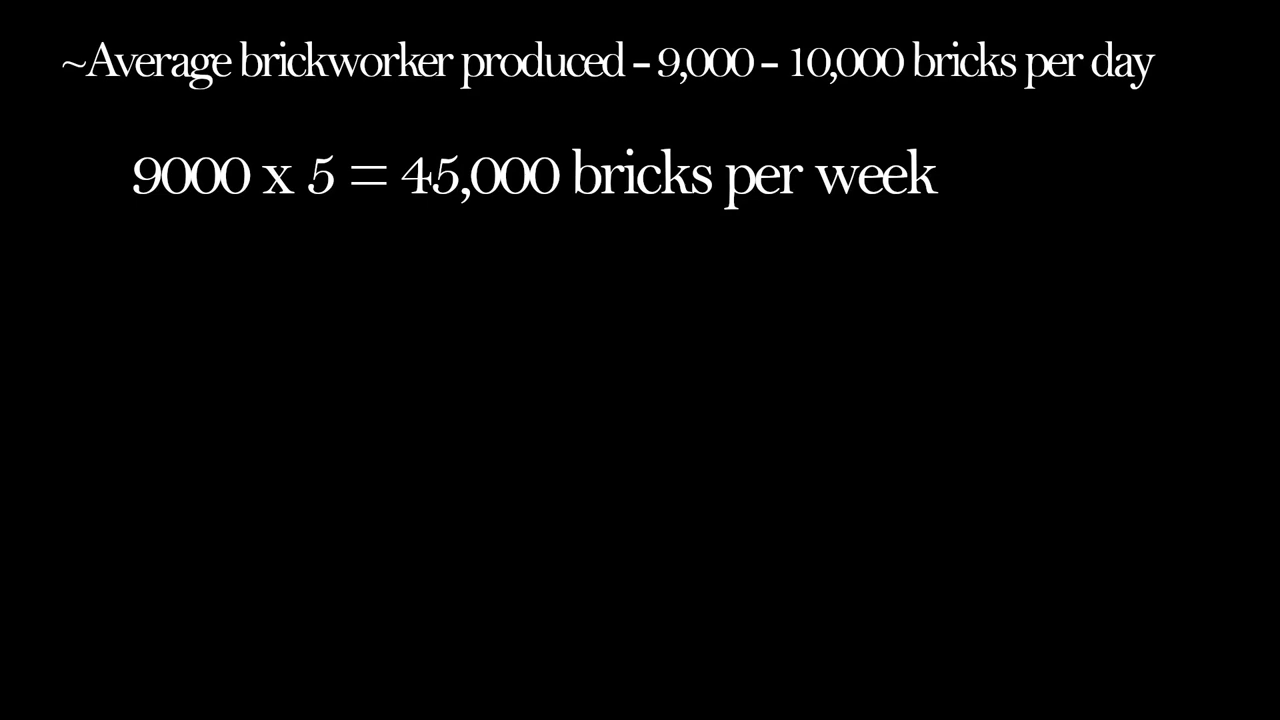 ~Average brickworker produced – 9,000 – 10,000 bricks per day
9000 x 5 = 45,000 bricks per week